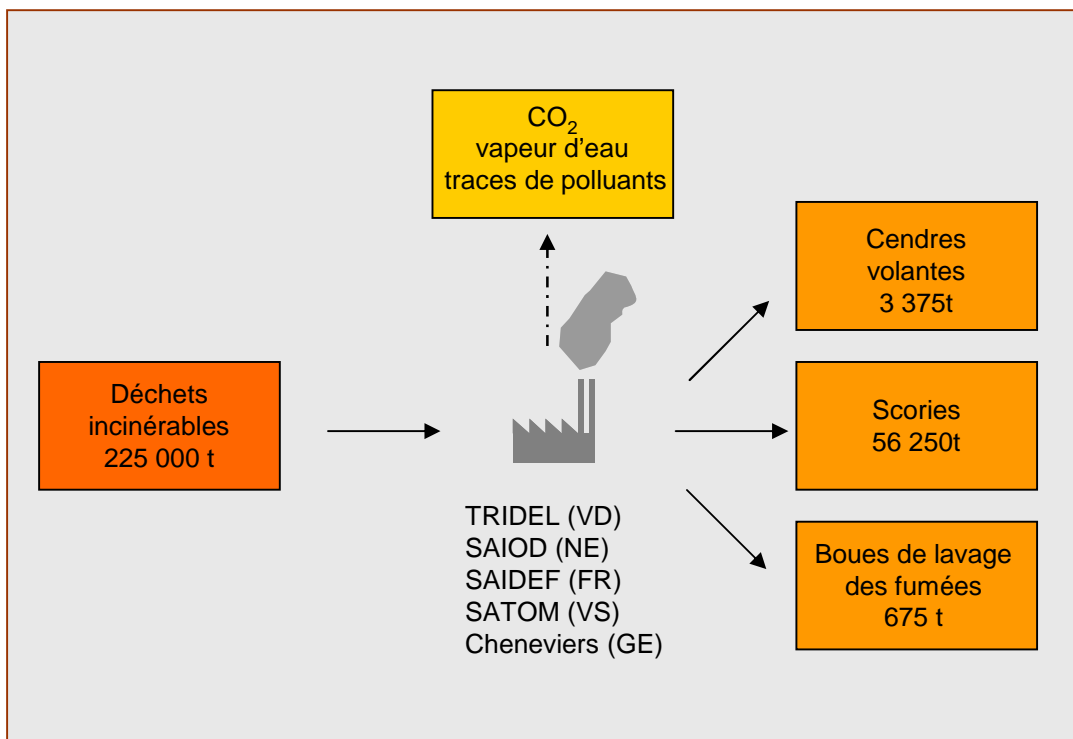 CO₂
vapeur d'eau
traces de polluants
Déchets
incinérables
225 000 t
TRIDEL (VD)
SAIOD (NE)
SAIDEF (FR)
SATOM (VS)
Cheneviers (GE)
Cendres
volantes
3 375t
Scories
56 250t
Boues de lavage
des fumées
675 t